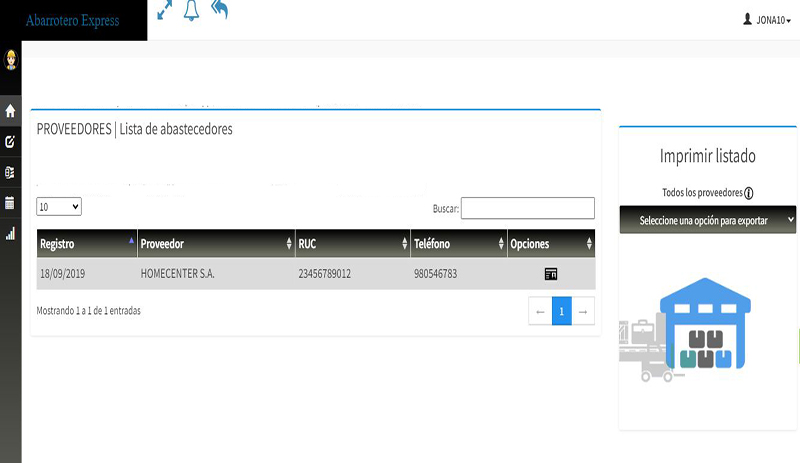 Abarrotero Express
JONA10
PROVEEDORES | Lista de abastecedores
10
Buscar:
Registro Proveedor RUC Teléfono Opciones
18/09/2019 HOMECENTER S.A. 23456789012 980546783
Mostrando 1 a 1 de 1 entradas
← 1 →
Imprimir listado
Todos los proveedores
Seleccione una opción para exportar